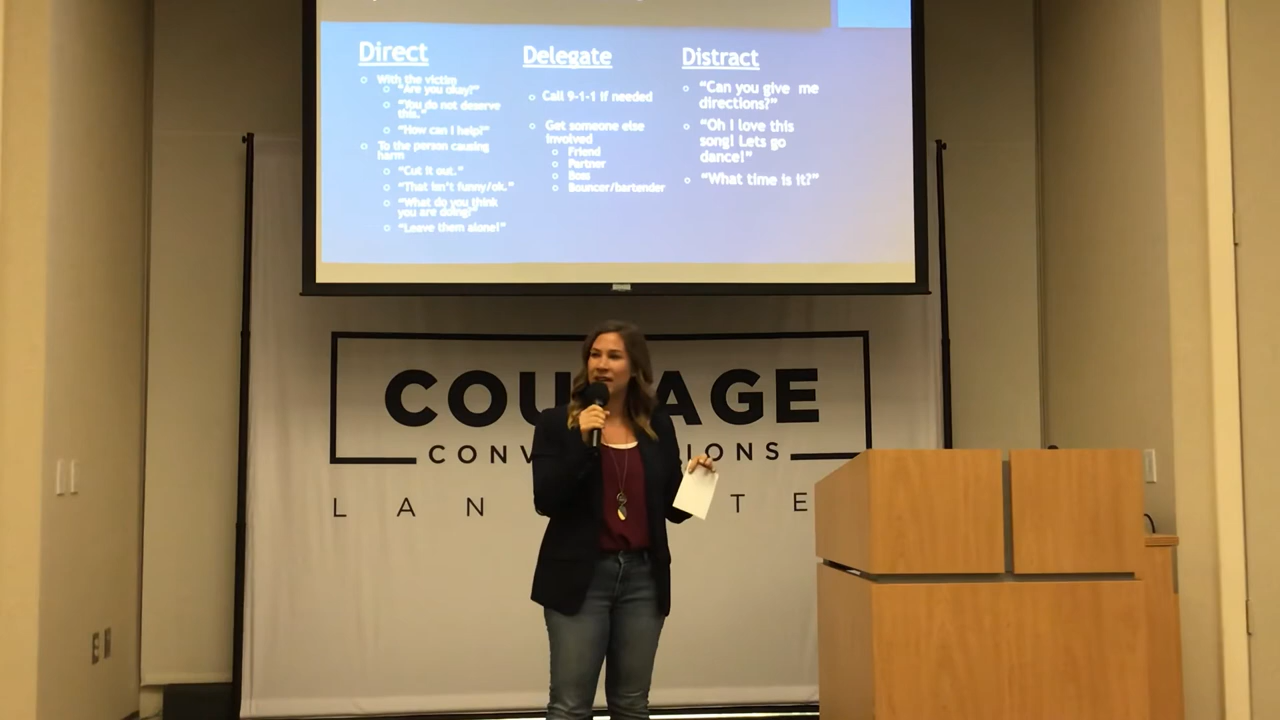 Direct
With the victim
"Are you okay?"
"You do not deserve
this."
"How can I help?"
To the person causing
harm
"Cut it out."
"That isn't funny/ok."
"What do you think
you are doing?"
"Leave them alone!"
Delegate
Call 9-1-1 if needed
Get someone else
involved
Friend
Partner
Boss
Bouncer/bartender
Distract
"Can you give me
directions?"
"Oh I love this
song! Lets go
dance!"
"What time is it?"
COU AGE
CONV IONS
LAN TE